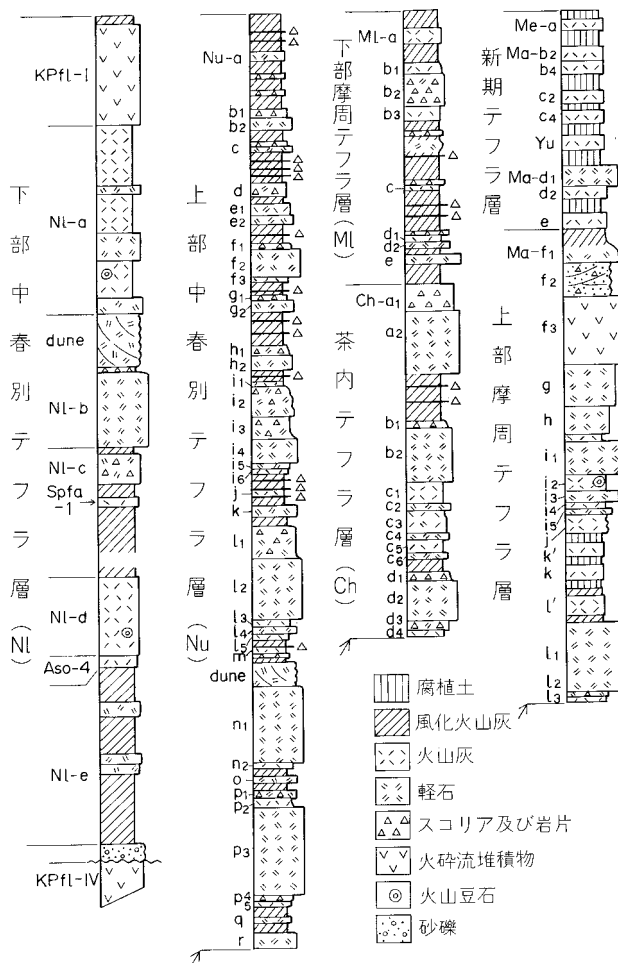 下部中春別テフラ層(Nl)
KPfl-I
Nl-a
dune
Nl-b
Nl-c
Spfa
-1
Nl-d
Aso-4
Nl-e
KPfl-IV
上部中春別テフラ層(Nu)
Nu-a
b1
b2
c
d
e1
e2
f1
f2
f3
g1
g2
h1
h2
i1
i2
i3
i4
i5
i6
j
k
l1
l2
l3
l4
l5
m
dune
n1
n2
o
p1
p2
p3
p4
5
q
r
下部摩周テフラ層(Ml)
Ml-a
b1
b2
b3
c
d1
d2
e
茶内テフラ層(Ch)
Ch-a1
a2
b1
b2
c1
c2
c3
c4
c5
c6
d1
d2
d3
d4
新期テフラ層
Me-a
Ma-b2
b4
c2
c4
Yu
Ma-d1
d2
e
上部摩周テフラ層
Ma-f1
f2
f3
g
h
i1
i2
i3
i4
i5
j
k'
k
l'
l1
l2
l3
腐植土
風化火山灰
火山灰
軽石
スコリア及び岩片
火砕流堆積物
火山豆石
砂礫